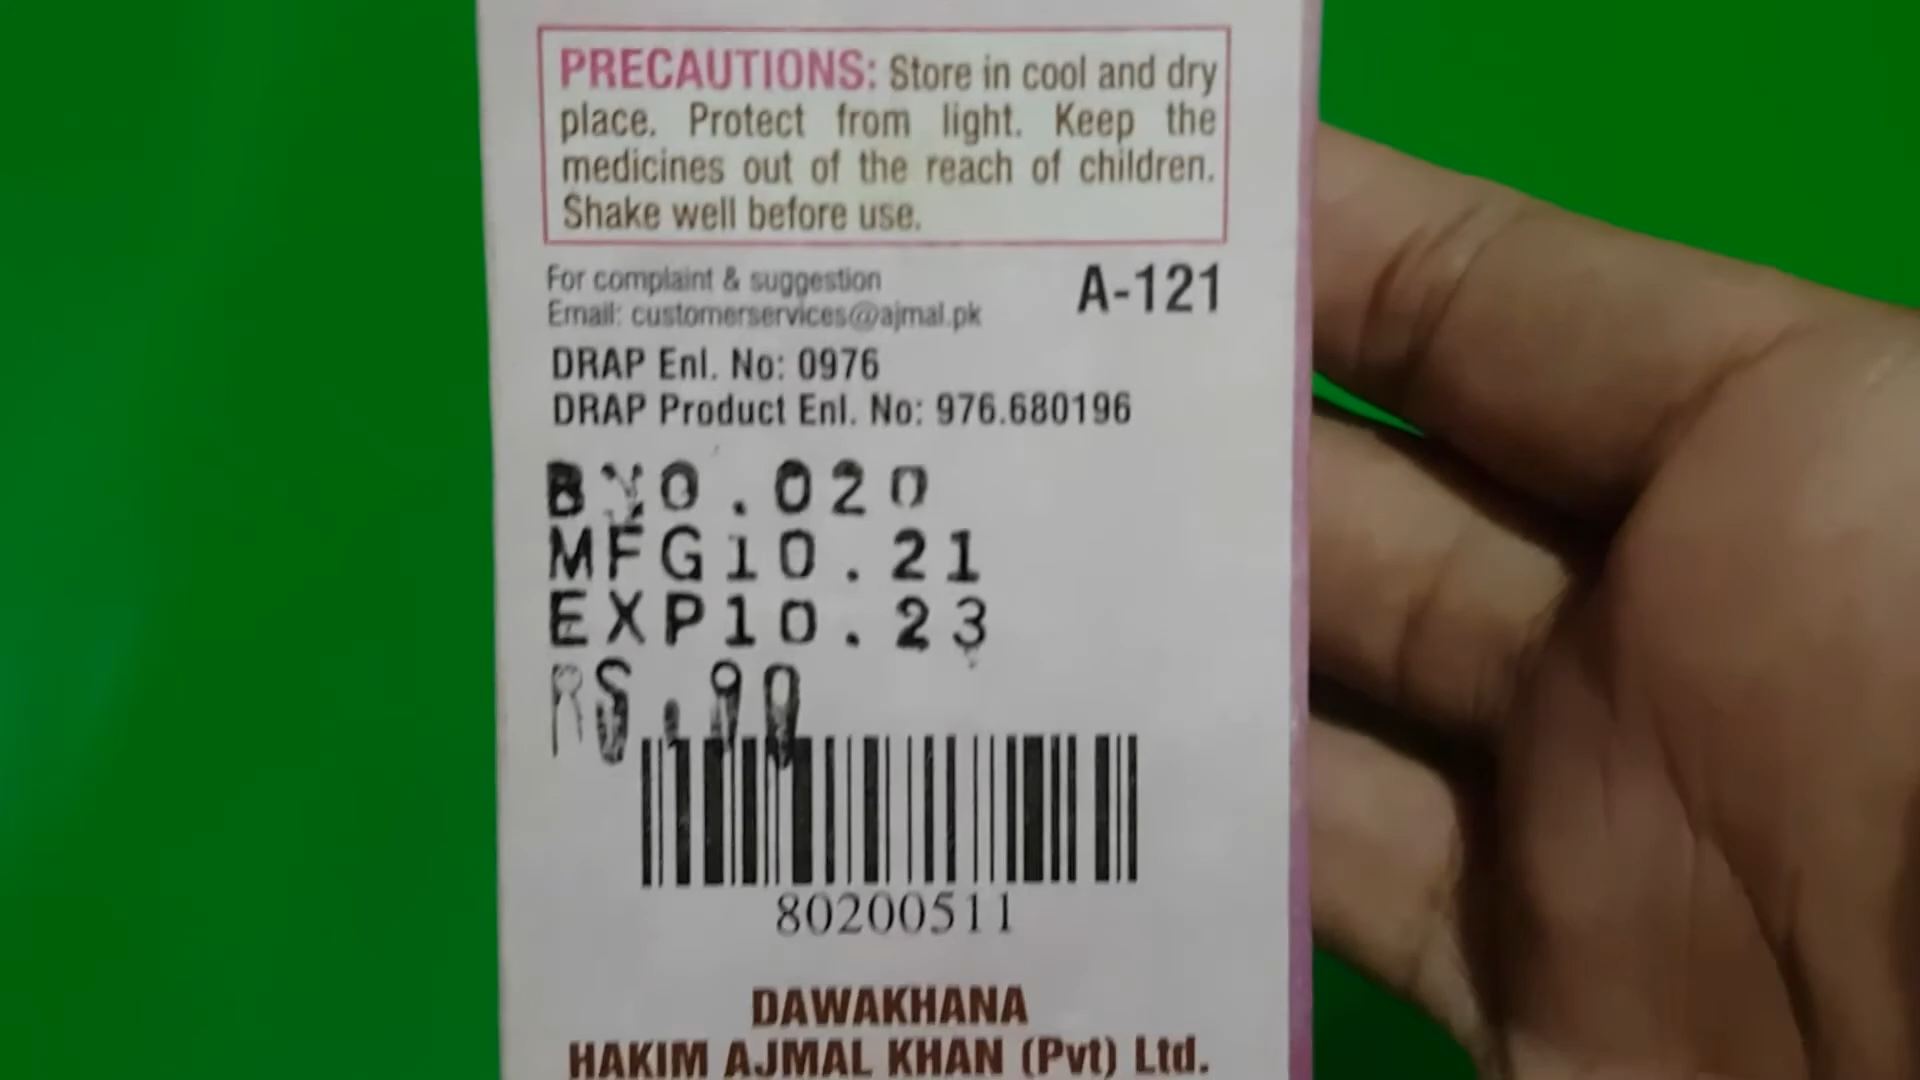 PRECAUTIONS: Store in cool and dry
place. Protect from light. Keep the
medicines out of the reach of children.
Shake well before use.
For complaint & suggestion
A-121
Email: customerservices@ajmal.pk
DRAP Enl. No: 0976
DRAP Product Enl. No: 976.680196
BNO.020
MFG10.21
EXP10.23
RS.90
80200511
DAWAKHANA
HAKIM AJMAL KHAN (Pvt) Ltd.